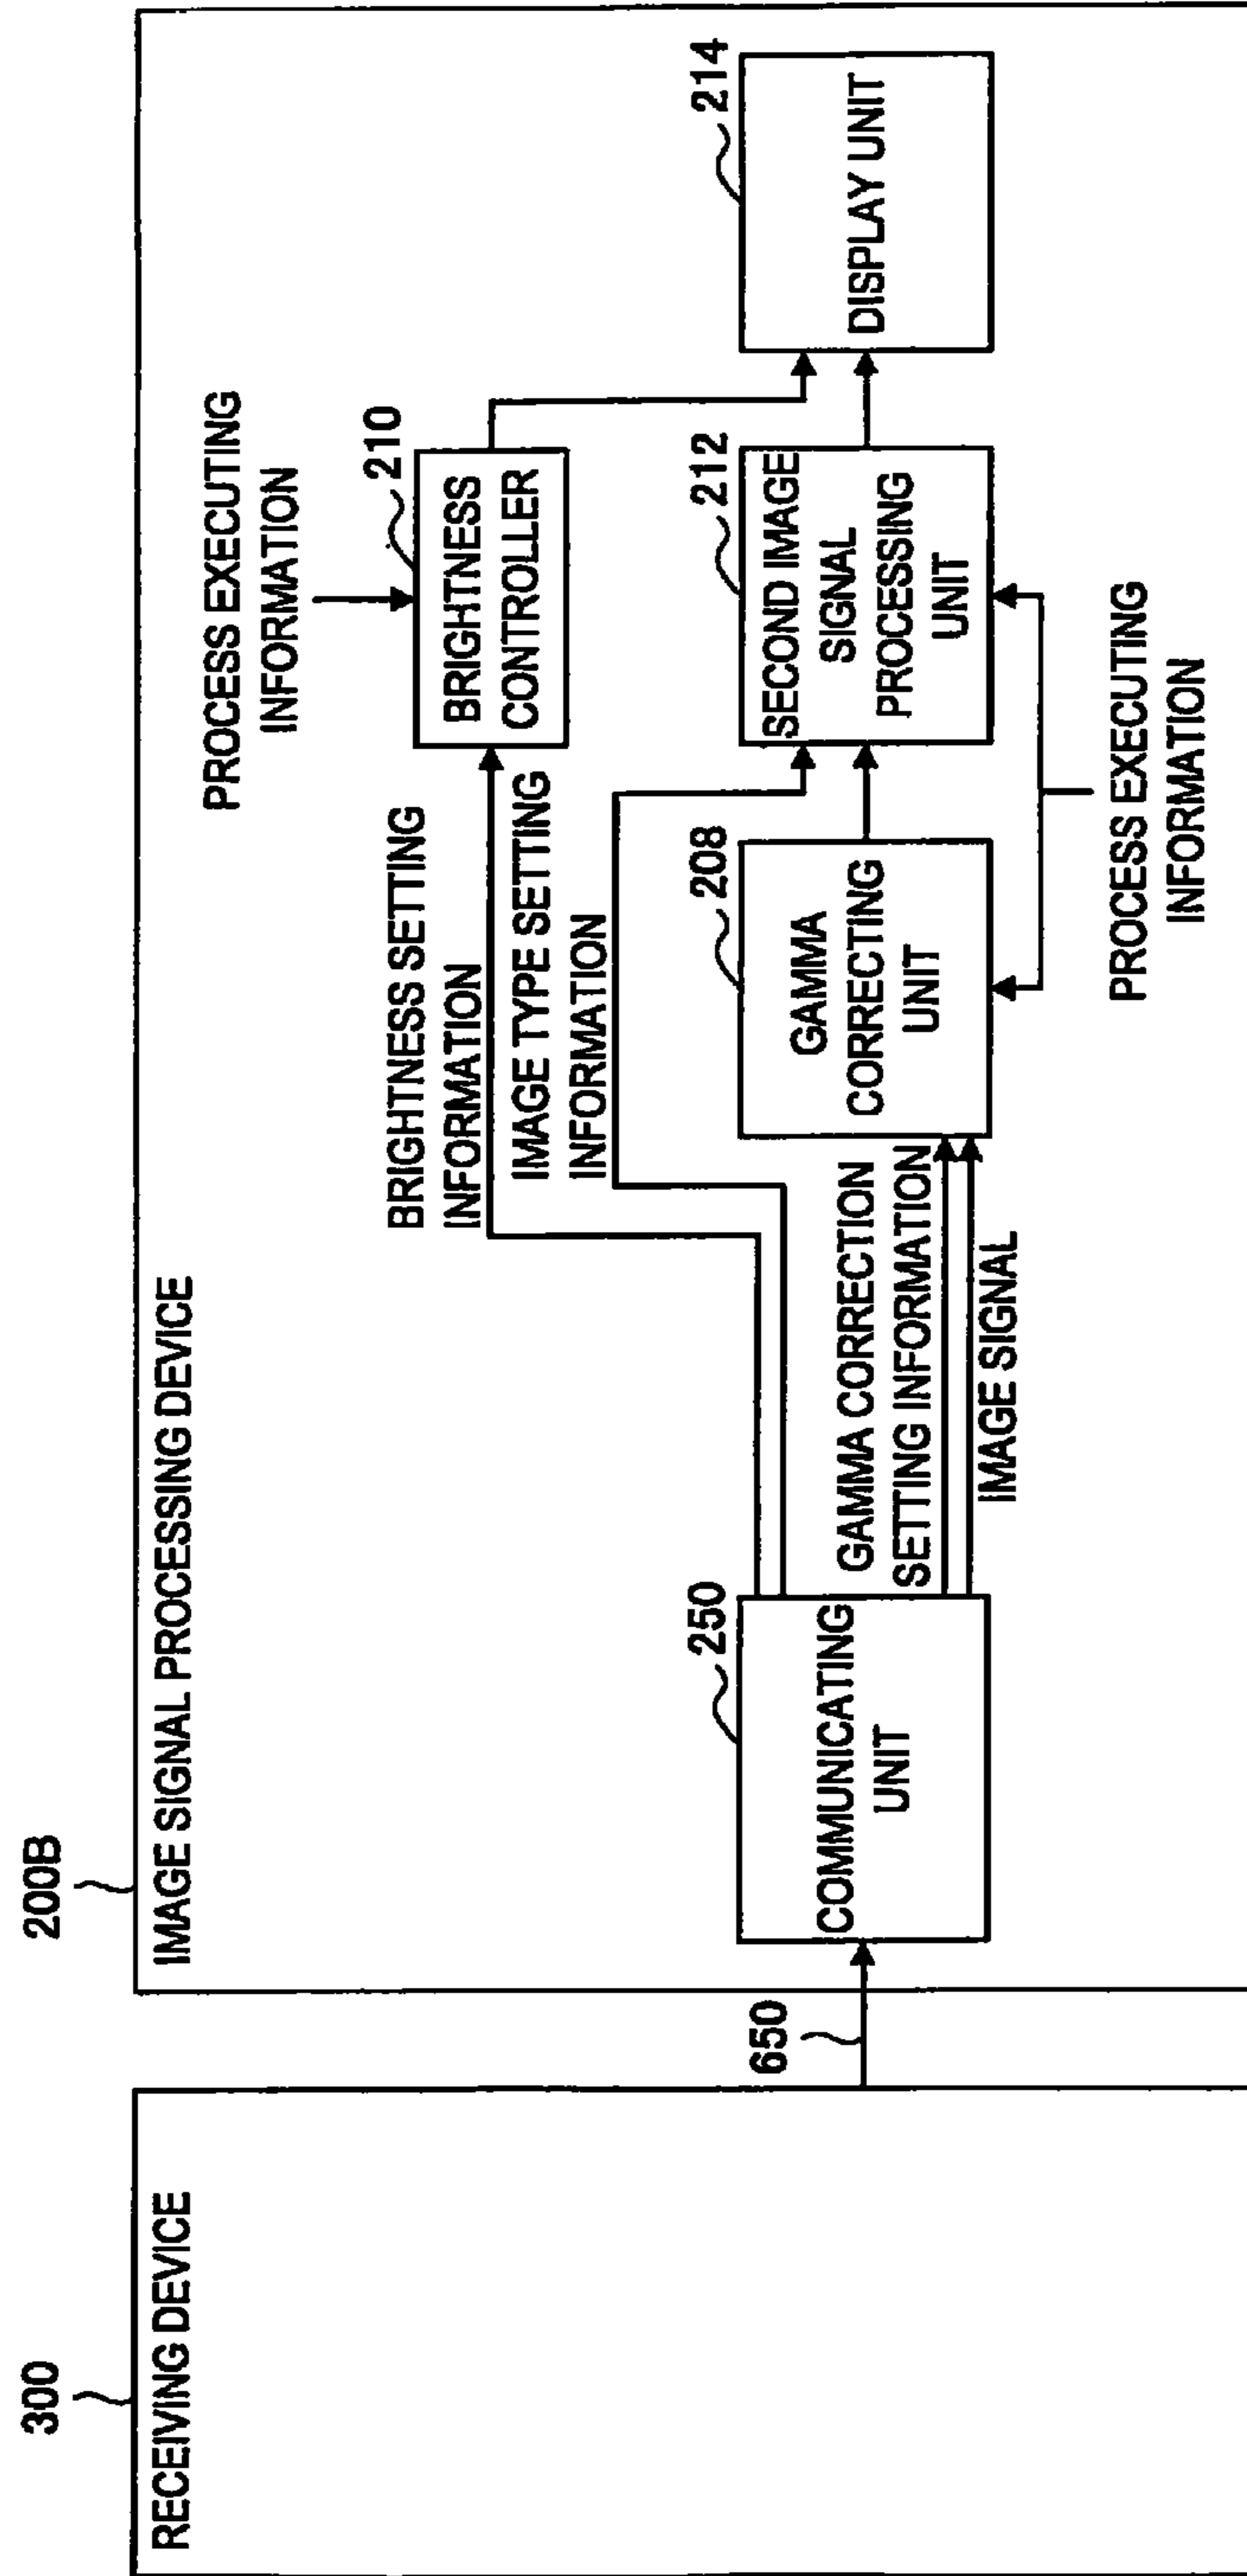 300
RECEIVING DEVICE
650
200B
IMAGE SIGNAL PROCESSING DEVICE
250
COMMUNICATING
UNIT
BRIGHTNESS SETTING
INFORMATION
IMAGE TYPE SETTING
INFORMATION
GAMMA CORRECTION
SETTING INFORMATION
IMAGE SIGNAL
208
GAMMA
CORRECTING
UNIT
PROCESS EXECUTING
INFORMATION
210
BRIGHTNESS
CONTROLLER
212
SECOND IMAGE
SIGNAL
PROCESSING
UNIT
PROCESS EXECUTING
INFORMATION
214
DISPLAY UNIT